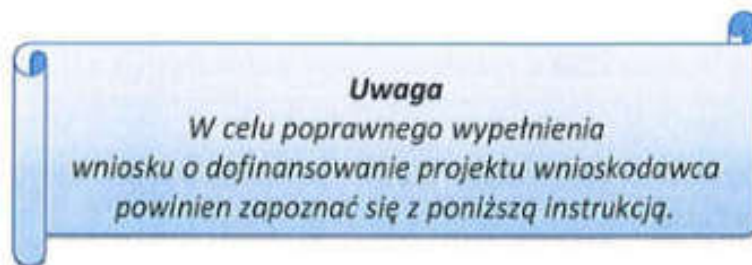 Uwaga
W celu poprawnego wypełnienia
wniosku o dofinansowanie projektu wnioskodawca
powinien zapoznać się z poniższą instrukcją.